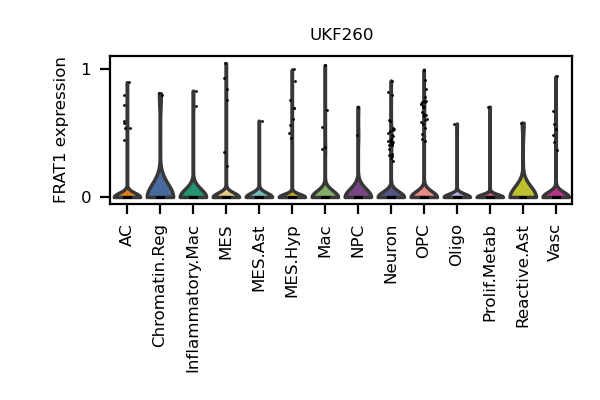 UKF260
FRAT1 expression
1
0
AC
Chromatin.Reg
Inflammatory.Mac
MES
MES.Ast
MES.Hyp
Mac
NPC
Neuron
OPC
Oligo
Prolif.Metab
Reactive.Ast
Vasc